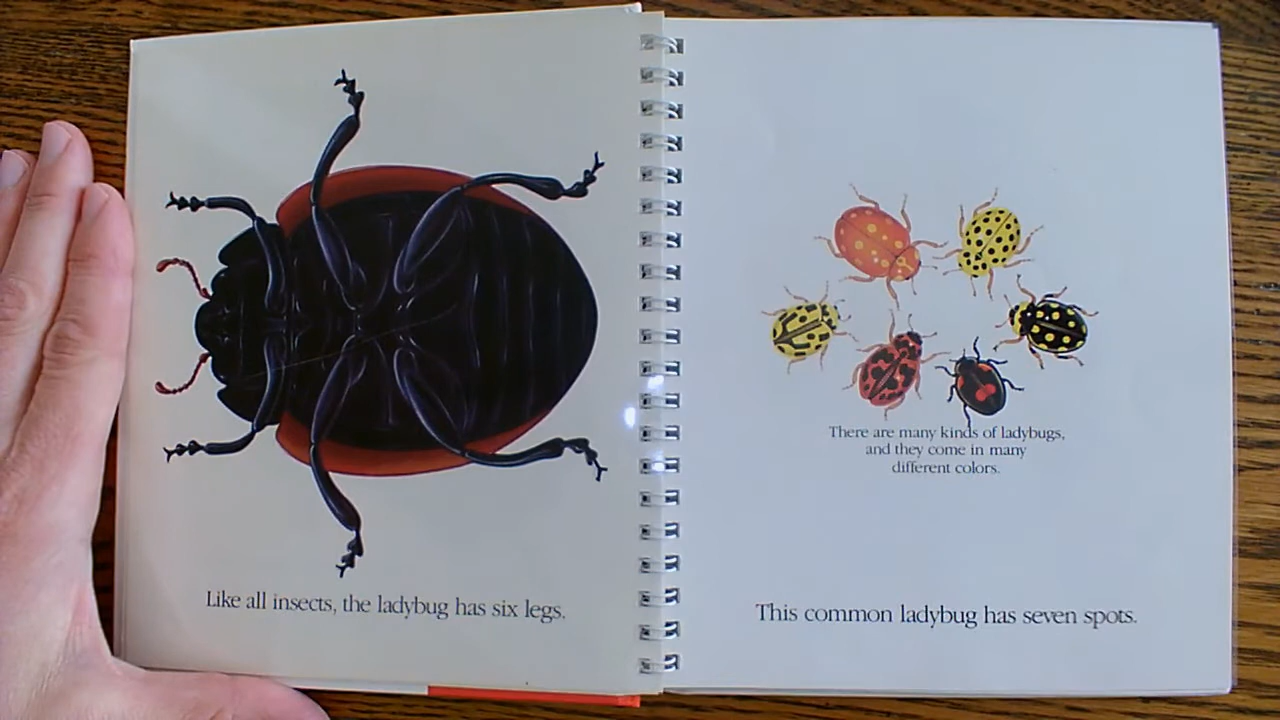 Like all insects, the ladybug has six legs.
There are many kinds of ladybugs,
and they come in many
different colors.
This common ladybug has seven spots.